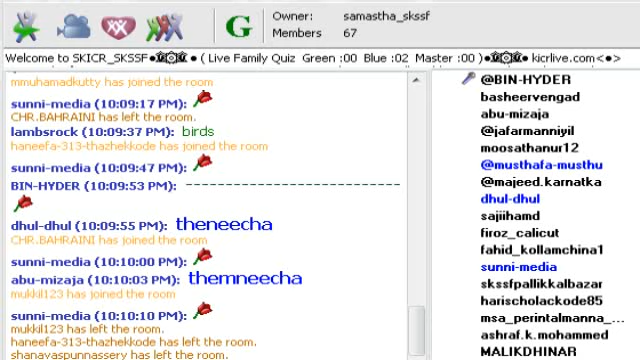 Owner: samastha_skssf
Members 67
G
Welcome to SKICR_SKSSF ( Live Family Quiz Green :00 Blue :02 Master :00 ) kicrlive.com<●>
mmuhamadkutty has joined the room
sunni-media (10:09:17 PM):
CHR.BAHRAINI has left the room.
lambsrock (10:09:37 PM): birds
haneefa-313-thazhekkode has joined the room
sunni-media (10:09:47 PM):
BIN-HYDER (10:09:53 PM): ------------------------------
dhul-dhul (10:09:55 PM): theneecha
CHR.BAHRAINI has joined the room
sunni-media (10:10:00 PM):
abu-mizaja (10:10:03 PM): themneecha
mukkil123 has joined the room
sunni-media (10:10:10 PM):
mukkil123 has left the room.
haneefa-313-thazhekkode has left the room.
shanavaspunnassery has left the room.
@BIN-HYDER
basheervengad
abu-mizaja
@jafarmanniyil
moosathanur12
@musthafa-musthu
@majeed.karnatka
dhul-dhul
sajiihamd
firoz_calicut
fahid_kollamchina1
sunni-media
skssfpallikkalbazar
harischolackode85
msa_perintalmanna_...
ashraf.k.mohammed
MALIKDHINAR